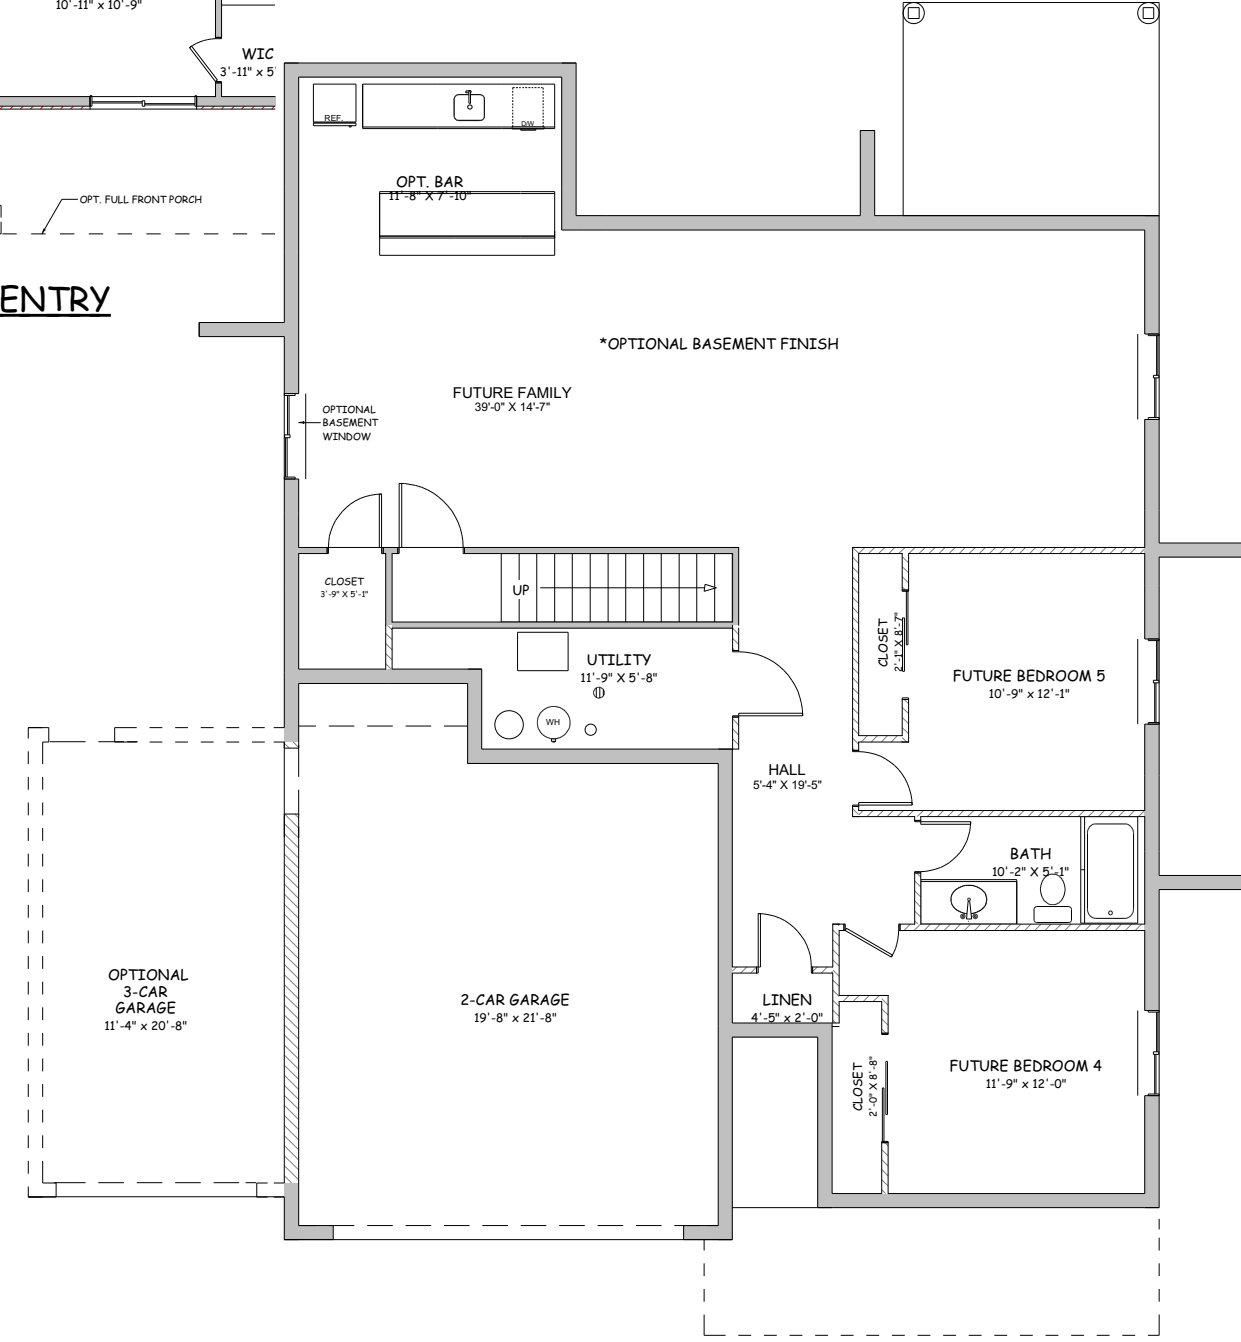 10'-11" x 10'-9"
WIC
3'-11" x 5'
REF.
D/W
OPT. BAR
11'-8" X 7'-10"
OPT. FULL FRONT PORCH
ENTRY
*OPTIONAL BASEMENT FINISH
FUTURE FAMILY
39'-0" X 14'-7"
OPTIONAL
BASEMENT
WINDOW
CLOSET
3'-9" X 5'-1"
UP
UTILITY
11'-9" X 5'-8"
WH
CLOSET
2'-1" X 8'-7"
FUTURE BEDROOM 5
10'-9" x 12'-1"
HALL
5'-4" X 19'-5"
BATH
10'-2" X 5'-1"
OPTIONAL
3-CAR
GARAGE
11'-4" x 20'-8"
2-CAR GARAGE
19'-8" x 21'-8"
LINEN
4'-5" x 2'-0"
CLOSET
2'-0" X 8'-8"
FUTURE BEDROOM 4
11'-9" x 12'-0"